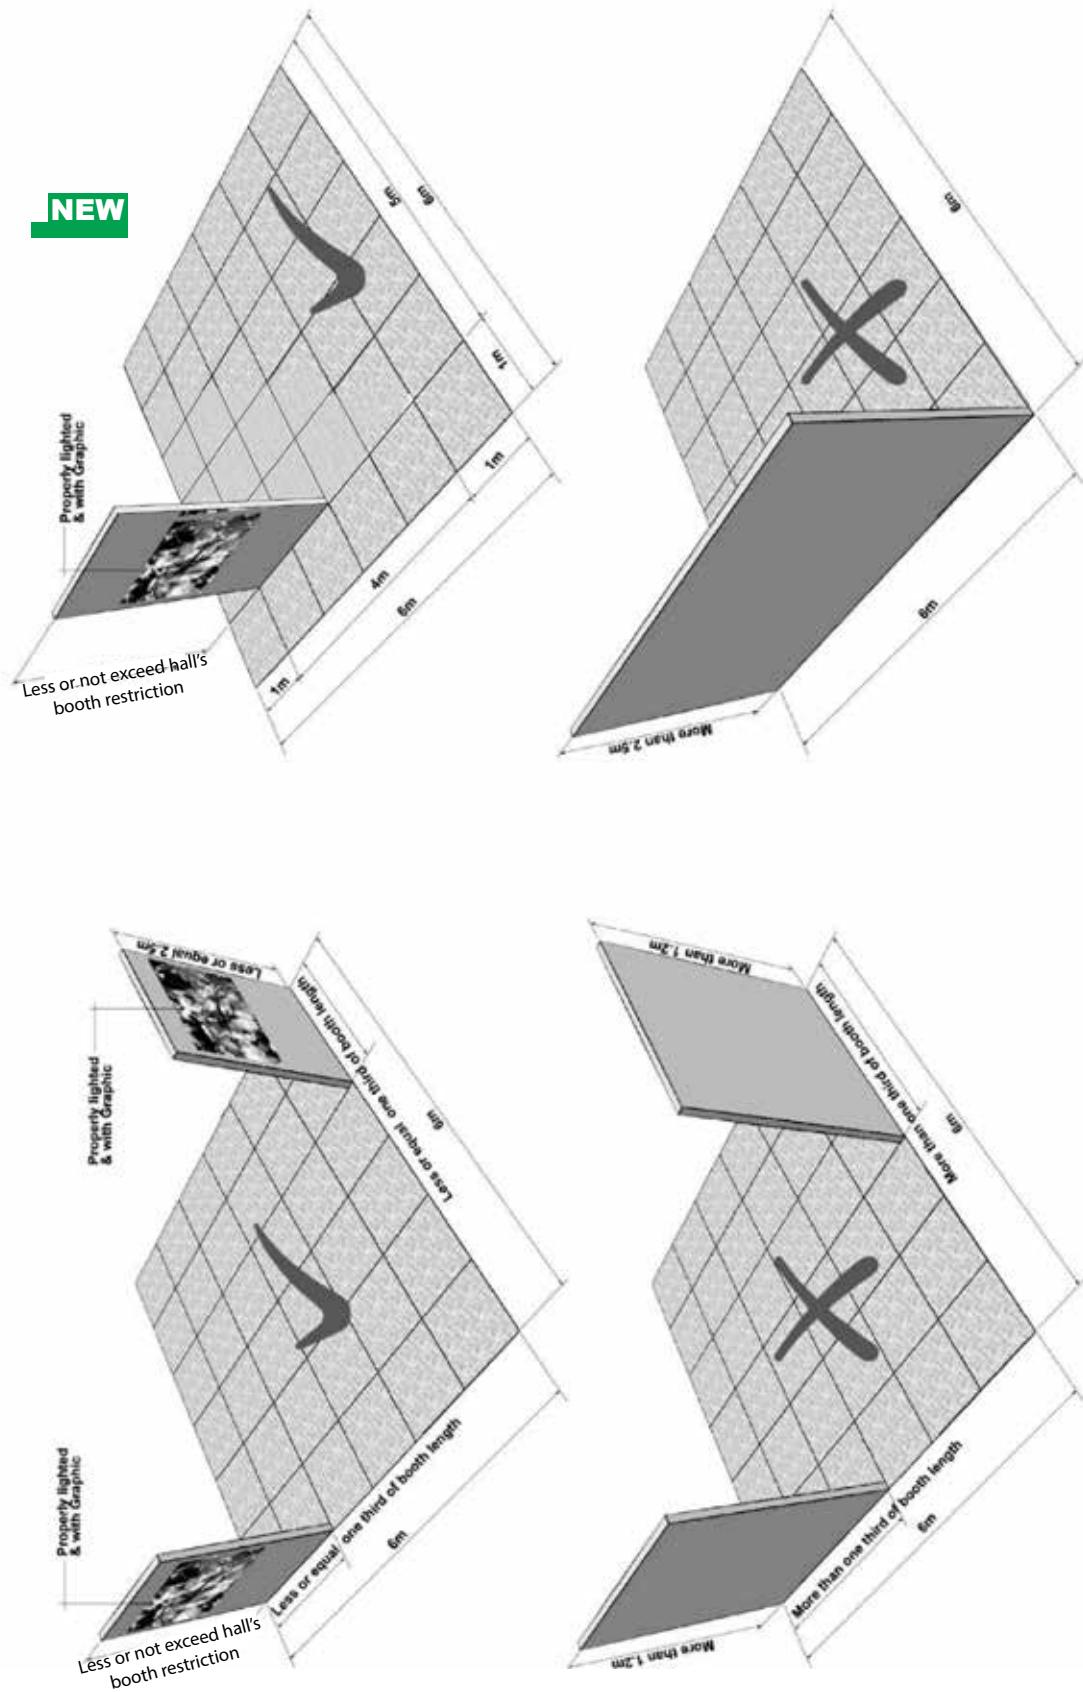 NEW
Properly lighted
& with Graphic
5m
6m
1m
1m
4m
6m
1m
Less or not exceed hall's
booth restriction
6m
6m
More than 2.5m
Properly lighted
& with Graphic
Less or equal 2.5m
Less or equal one third of booth length
6m
Properly lighted
& with Graphic
Less or equal one third of booth length
6m
Less or not exceed hall's
booth restriction
More than 1.2m
More than one third of booth length
6m
More than one third of booth length
6m
More than 1.2m